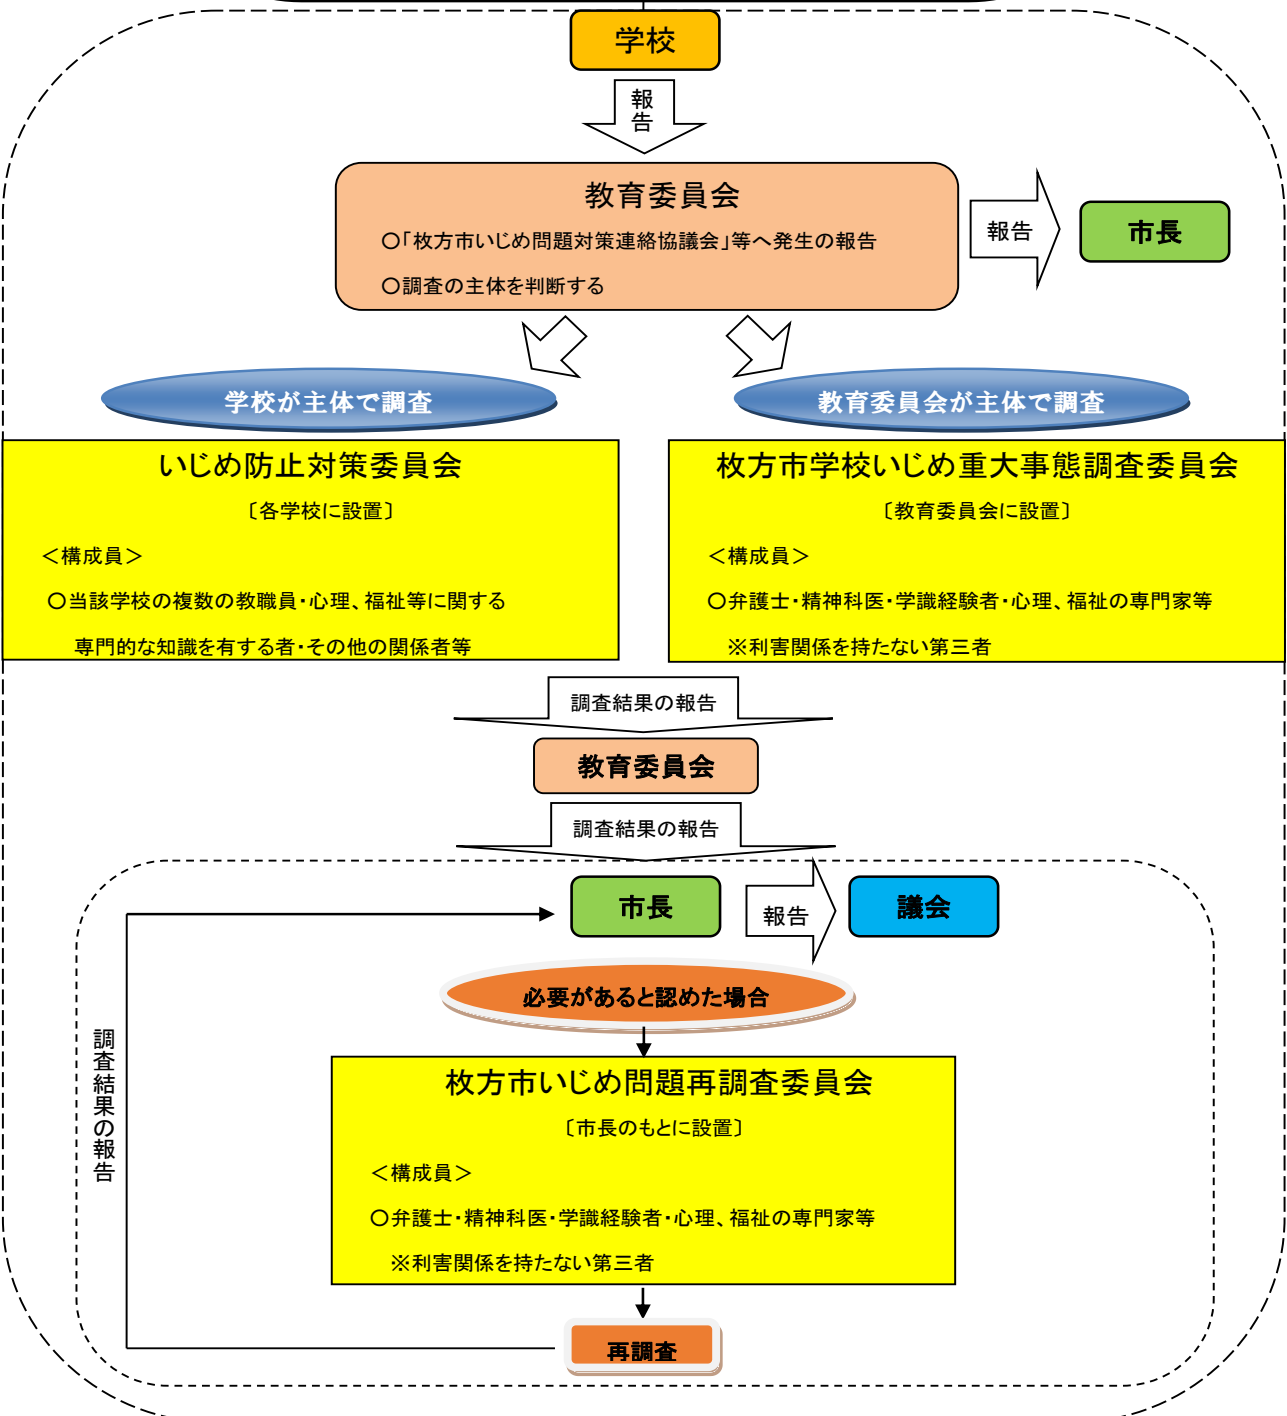 学校
報告
教育委員会
○「枚方市いじめ問題対策連絡協議会」等へ発生の報告
○調査の主体を判断する
報告
市長
学校が主体で調査
教育委員会が主体で調査
いじめ防止対策委員会
〔各学校に設置〕
＜構成員＞
○当該学校の複数の教職員・心理、福祉等に関する
専門的な知識を有する者・その他の関係者等
枚方市学校いじめ重大事態調査委員会
〔教育委員会に設置〕
＜構成員＞
○弁護士・精神科医・学識経験者・心理、福祉の専門家等
※利害関係を持たない第三者
調査結果の報告
教育委員会
調査結果の報告
市長
報告
議会
必要があると認めた場合
枚方市いじめ問題再調査委員会
〔市長のもとに設置〕
＜構成員＞
○弁護士・精神科医・学識経験者・心理、福祉の専門家等
※利害関係を持たない第三者
再調査
調査結果の報告